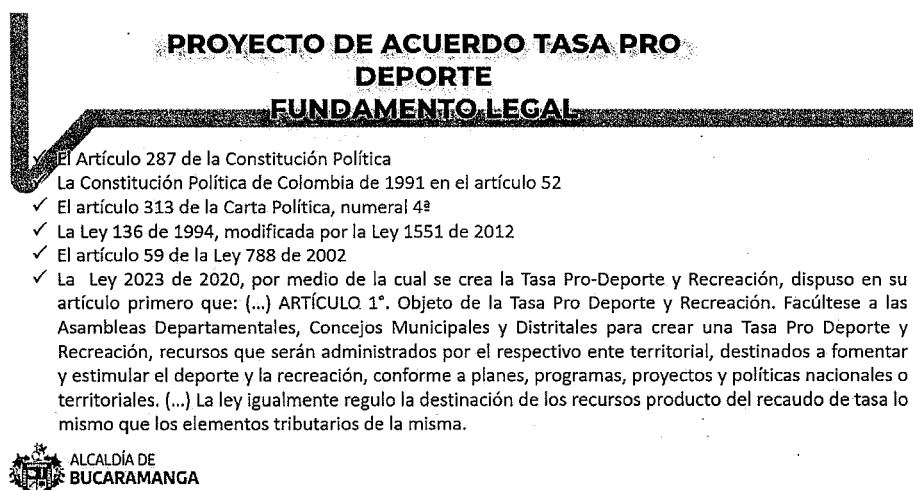 PROYECTO DE ACUERDO TASA PRO
DEPORTE
FUNDAMENTO LEGAL
✓ El Artículo 287 de la Constitución Política
✓ La Constitución Política de Colombia de 1991 en el artículo 52
✓ El artículo 313 de la Carta Política, numeral 4ª
✓ La Ley 136 de 1994, modificada por la Ley 1551 de 2012
✓ El artículo 59 de la Ley 788 de 2002
✓ La Ley 2023 de 2020, por medio de la cual se crea la Tasa Pro-Deporte y Recreación, dispuso en su
artículo primero que: (...) ARTÍCULO 1°. Objeto de la Tasa Pro Deporte y Recreación. Facúltese a las
Asambleas Departamentales, Concejos Municipales y Distritales para crear una Tasa Pro Deporte y
Recreación, recursos que serán administrados por el respectivo ente territorial, destinados a fomentar
y estimular el deporte y la recreación, conforme a planes, programas, proyectos y políticas nacionales o
territoriales. (...) La ley igualmente regulo la destinación de los recursos producto del recaudo de tasa lo
mismo que los elementos tributarios de la misma.
ALCALDÍA DE
BUCARAMANGA